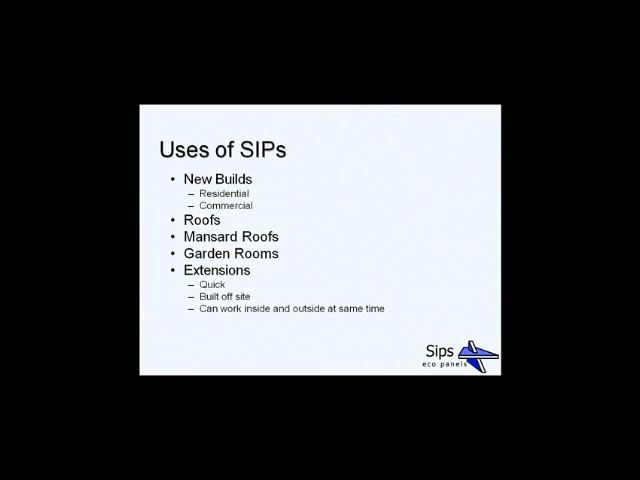 Uses of SIPs
• New Builds
– Residential
– Commercial
• Roofs
• Mansard Roofs
• Garden Rooms
• Extensions
– Quick
– Built off site
– Can work inside and outside at same time
Sips
eco panels